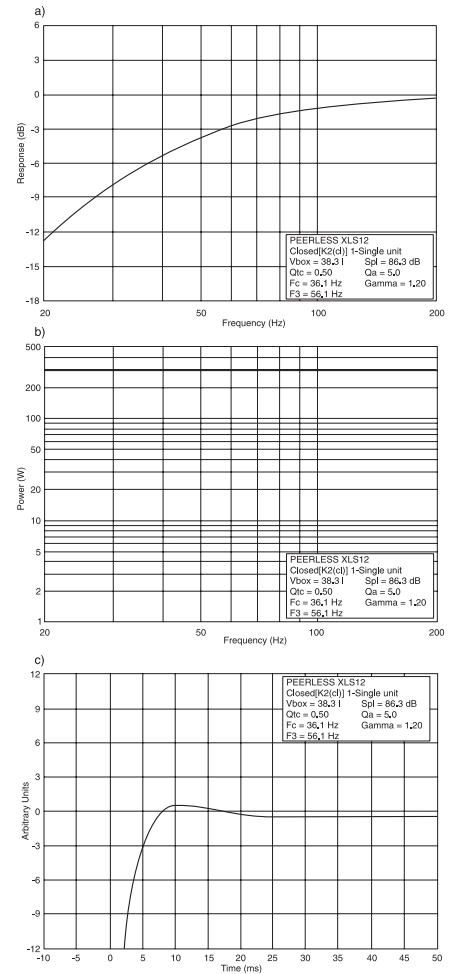 a)
6
3
0
-3
-6
-9
-12
-15
-18
Response (dB)
PEERLESS XLS12
Closed[K2(cl)] 1-Single unit
Vbox = 38.3 l Spl = 86.3 dB
Qtc = 0.50 Qa = 5.0
Fc = 36.1 Hz Gamma = 1.20
F3 = 56.1 Hz
20 50 100 200
Frequency (Hz)
b)
500
200
100
50
20
10
5
2
1
Power (W)
PEERLESS XLS12
Closed[K2(cl)] 1-Single unit
Vbox = 38.3 l Spl = 86.3 dB
Qtc = 0.50 Qa = 5.0
Fc = 36.1 Hz Gamma = 1.20
F3 = 56.1 Hz
20 50 100 200
Frequency (Hz)
c)
12
9
6
3
0
-3
-6
-9
-12
Arbitrary Units
PEERLESS XLS12
Closed[K2(cl)] 1-Single unit
Vbox = 38.3 l Spl = 86.3 dB
Qtc = 0.50 Qa = 5.0
Fc = 36.1 Hz Gamma = 1.20
F3 = 56.1 Hz
-10 -5 0 5 10 15 20 25 30 35 40 45 50
Time (ms)